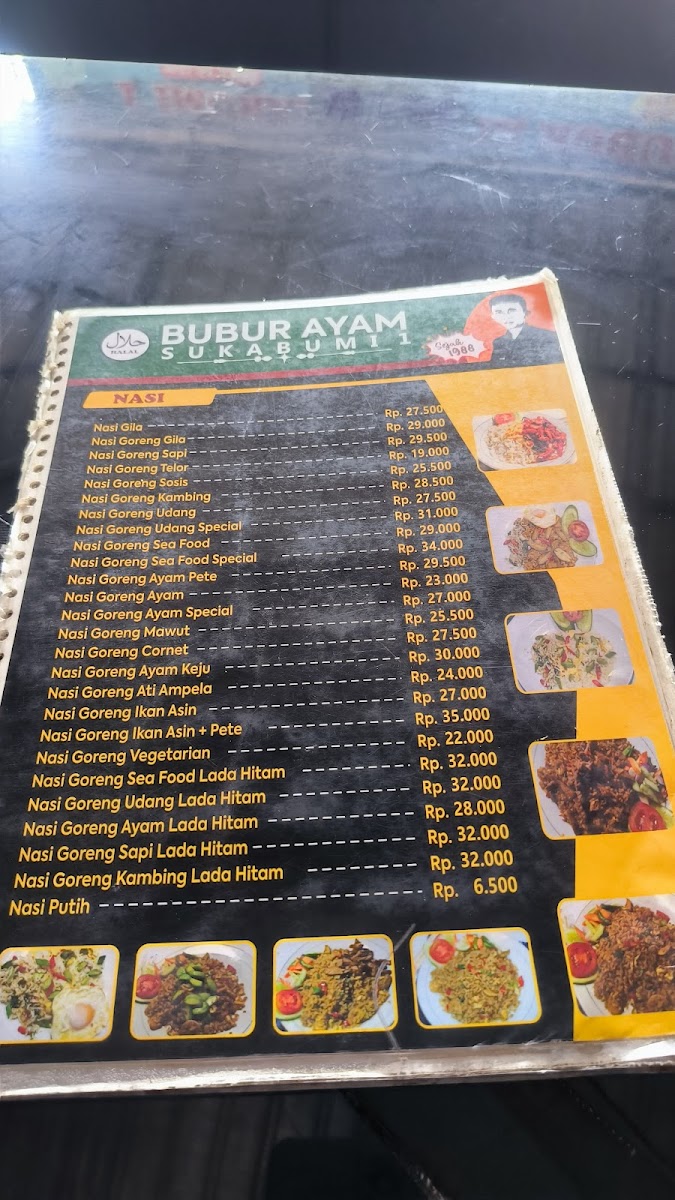 حلال
HALAL
BUBUR AYAM
SUKABUMI 1
Sejak
1988
NASI
Nasi Gila Rp. 27.500
Nasi Goreng Gila Rp. 29.000
Nasi Goreng Sapi Rp. 29.500
Nasi Goreng Telor Rp. 19.000
Nasi Goreng Sosis Rp. 25.500
Nasi Goreng Kambing Rp. 28.500
Nasi Goreng Udang Rp. 27.500
Nasi Goreng Udang Special Rp. 31.000
Nasi Goreng Sea Food Rp. 29.000
Nasi Goreng Sea Food Special Rp. 34.000
Nasi Goreng Ayam Pete Rp. 29.500
Nasi Goreng Ayam Rp. 23.000
Nasi Goreng Ayam Special Rp. 27.000
Nasi Goreng Mawut Rp. 25.500
Nasi Goreng Cornet Rp. 27.500
Nasi Goreng Ayam Keju Rp. 30.000
Nasi Goreng Ati Ampela Rp. 24.000
Nasi Goreng Ikan Asin Rp. 27.000
Nasi Goreng Ikan Asin + Pete Rp. 35.000
Nasi Goreng Vegetarian Rp. 22.000
Nasi Goreng Sea Food Lada Hitam Rp. 32.000
Nasi Goreng Udang Lada Hitam Rp. 32.000
Nasi Goreng Ayam Lada Hitam Rp. 28.000
Nasi Goreng Sapi Lada Hitam Rp. 32.000
Nasi Goreng Kambing Lada Hitam Rp. 32.000
Nasi Putih Rp. 6.500